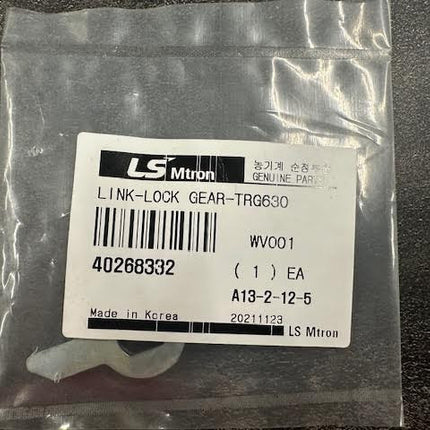 LS Mtron
농기계 순정부품
GENUINE PARTS
LINK-LOCK GEAR-TRG630
WV001
40268332
( 1 ) EA
A13-2-12-5
Made in Korea
20211123
LS Mtron